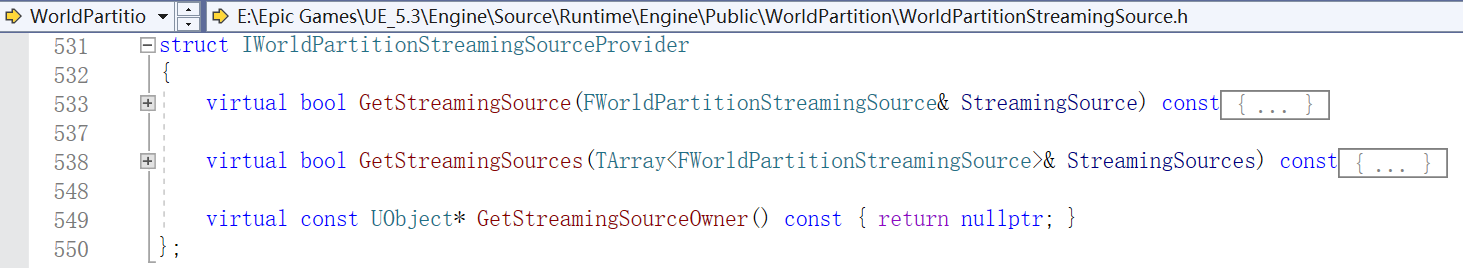 WorldPartitio E:\Epic Games\UE_5.3\Engine\Source\Runtime\Engine\Public\WorldPartition\WorldPartitionStreamingSource.h
531 struct IWorldPartitionStreamingSourceProvider
532 {
533 virtual bool GetStreamingSource(FWorldPartitionStreamingSource& StreamingSource) const{ ... }
537
538 virtual bool GetStreamingSources(TArray<FWorldPartitionStreamingSource>& StreamingSources) const{ ... }
548
549 virtual const UObject* GetStreamingSourceOwner() const { return nullptr; }
550 };